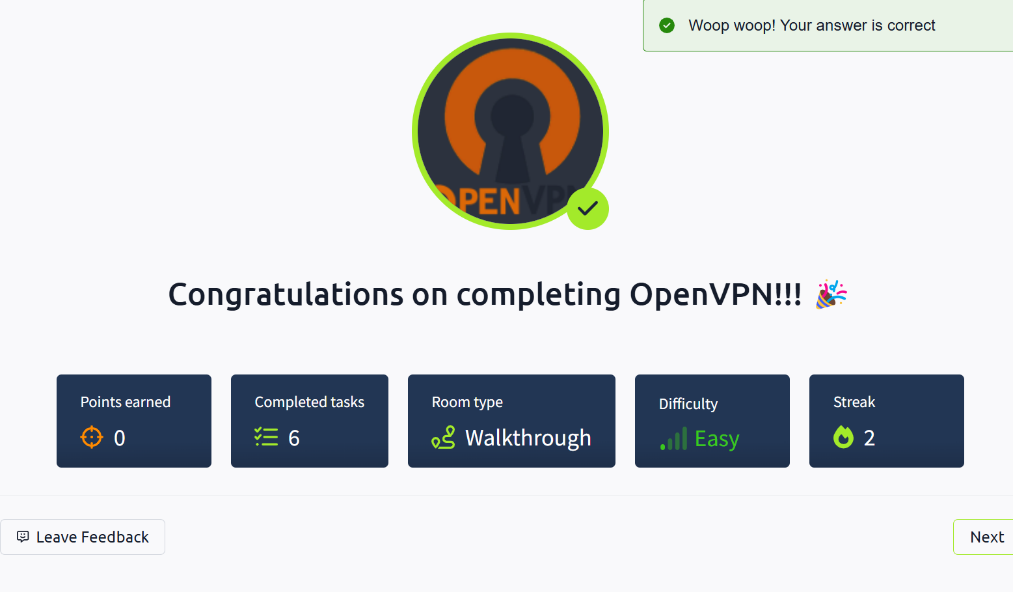 Woop woop! Your answer is correct
OPENVPN
Congratulations on completing OpenVPN!!! 🎉
Points earned
0
Completed tasks
6
Room type
Walkthrough
Difficulty
Easy
Streak
2
Leave Feedback
Next